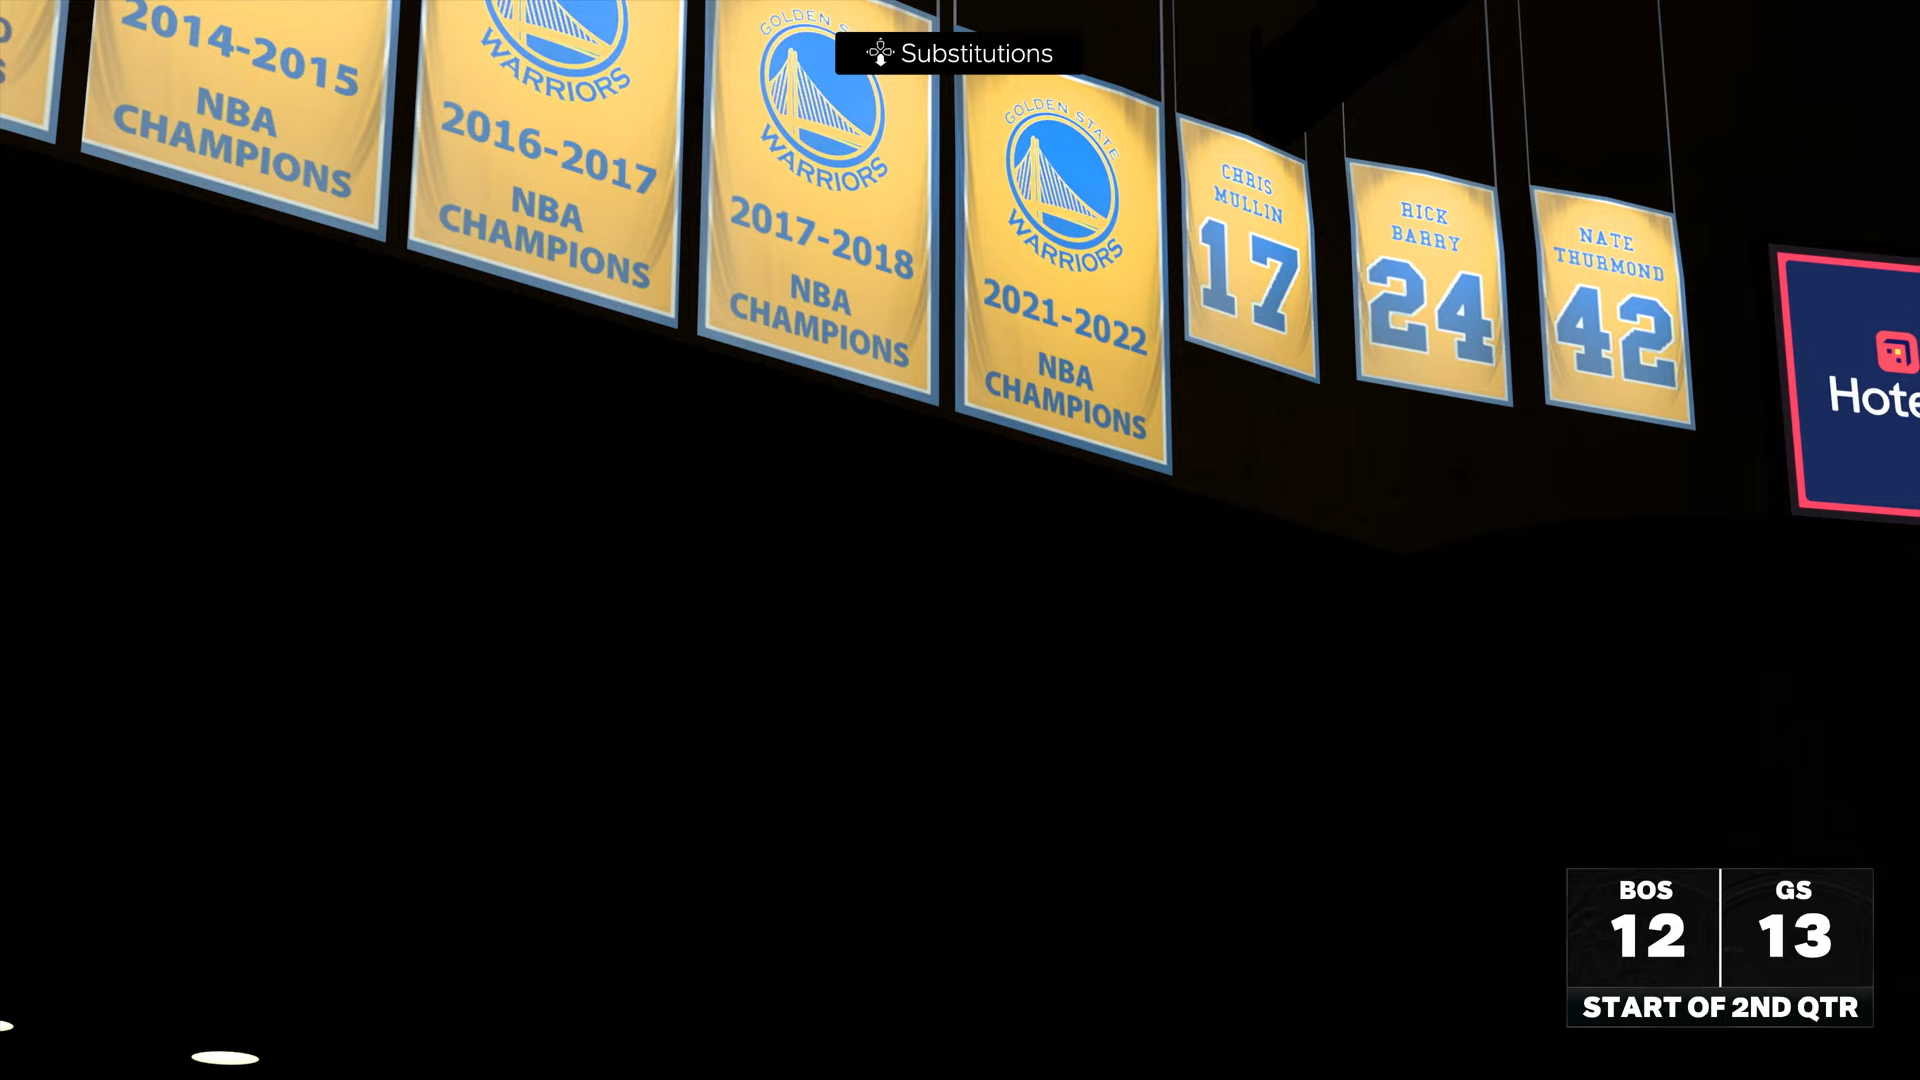 Substitutions
2014-2015
NBA
CHAMPIONS
WARRIORS
2016-2017
NBA
CHAMPIONS
GOLDEN S
WARRIORS
2017-2018
NBA
CHAMPIONS
GOLDEN STATE
WARRIORS
2021-2022
NBA
CHAMPIONS
CHRIS
MULLIN
17
RICK
BARRY
24
NATE
THURMOND
42
Hote
BOS
12
GS
13
START OF 2ND QTR